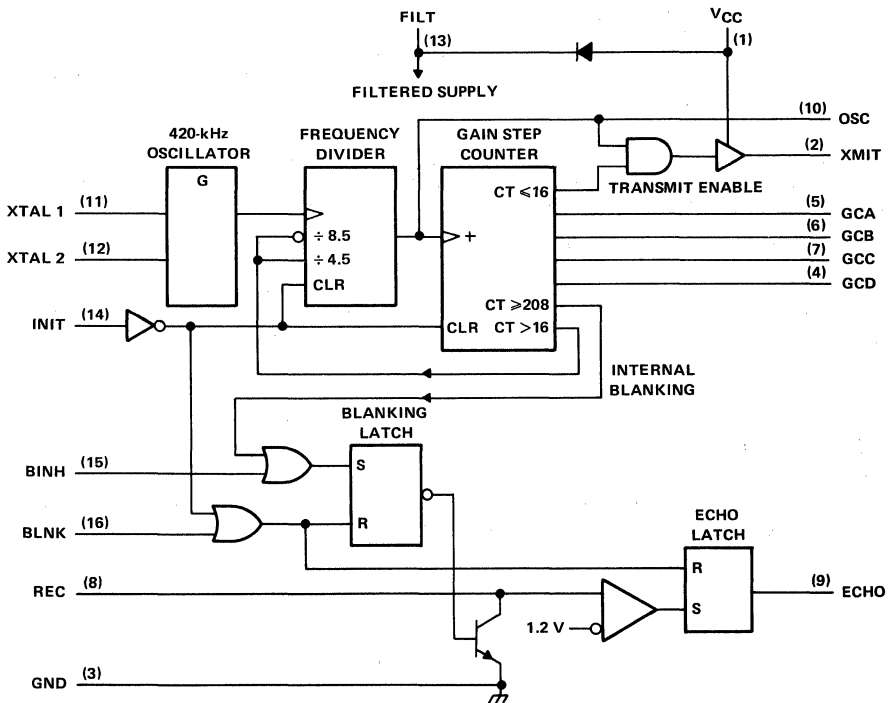 FILT
VCC
(13)
(1)
FILTERED SUPPLY
420-kHz
OSCILLATOR
FREQUENCY
DIVIDER
GAIN STEP
COUNTER
(10)
OSC
G
(2)
XMIT
CT ≤16
TRANSMIT ENABLE
XTAL 1
(11)
(5)
GCA
÷ 8.5
+
(6)
GCB
XTAL 2
(12)
÷ 4.5
(7)
GCC
CLR
(4)
GCD
CT ≥208
INIT
(14)
CLR
CT >16
INTERNAL
BLANKING
BLANKING
LATCH
BINH
(15)
S
BLNK
(16)
R
ECHO
LATCH
R
REC
(8)
(9)
ECHO
S
1.2 V
GND
(3)